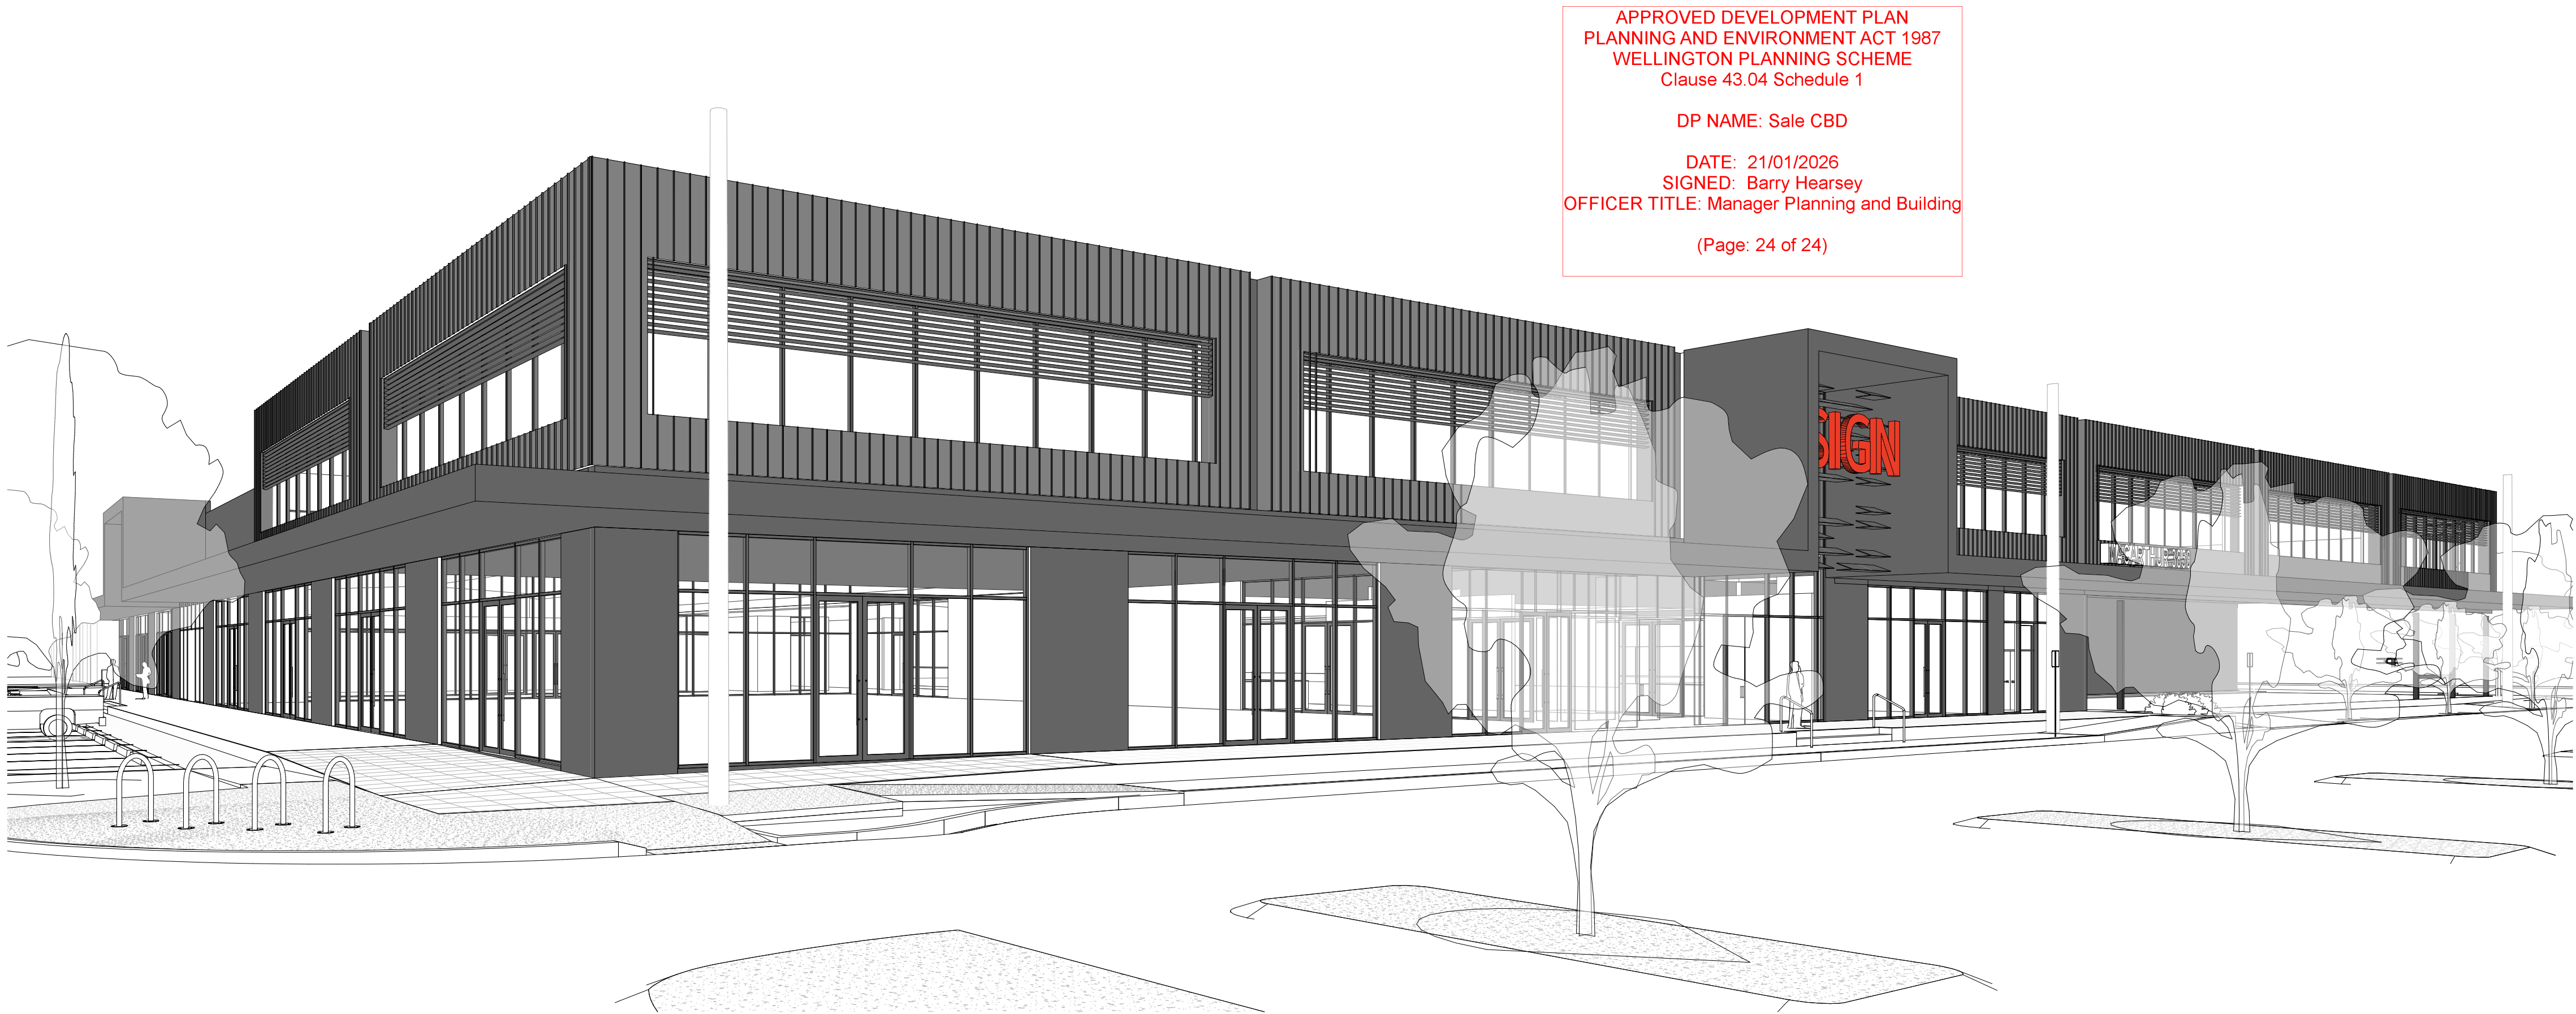 APPROVED DEVELOPMENT PLAN
PLANNING AND ENVIRONMENT ACT 1987
WELLINGTON PLANNING SCHEME
Clause 43.04 Schedule 1
DP NAME: Sale CBD
DATE: 21/01/2026
SIGNED: Barry Hearsey
OFFICER TITLE: Manager Planning and Building
(Page: 24 of 24)
SIGN